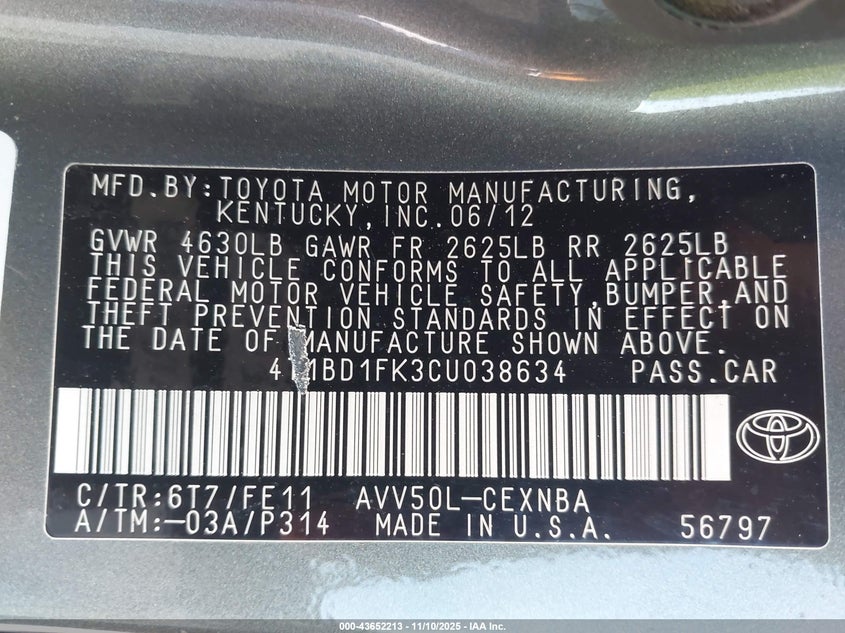 MFD.BY:TOYOTA MOTOR MANUFACTURING,
KENTUCKY,INC.06/12
GVWR 4630LB GAWR FR 2625LB RR 2625LB
THIS VEHICLE CONFORMS TO ALL APPLICABLE
FEDERAL MOTOR VEHICLE SAFETY,BUMPER,AND
THEFT PREVENTION STANDARDS IN EFFECT ON
THE DATE OF MANUFACTURE SHOWN ABOVE.
PASS.CAR
C/TR:6T7/FE11 AVV50L-CEXNBA
A/TM:-03A/P314 MADE IN U.S.A. 56797
000-43652213 - 11/10/2025 - IAA Inc.